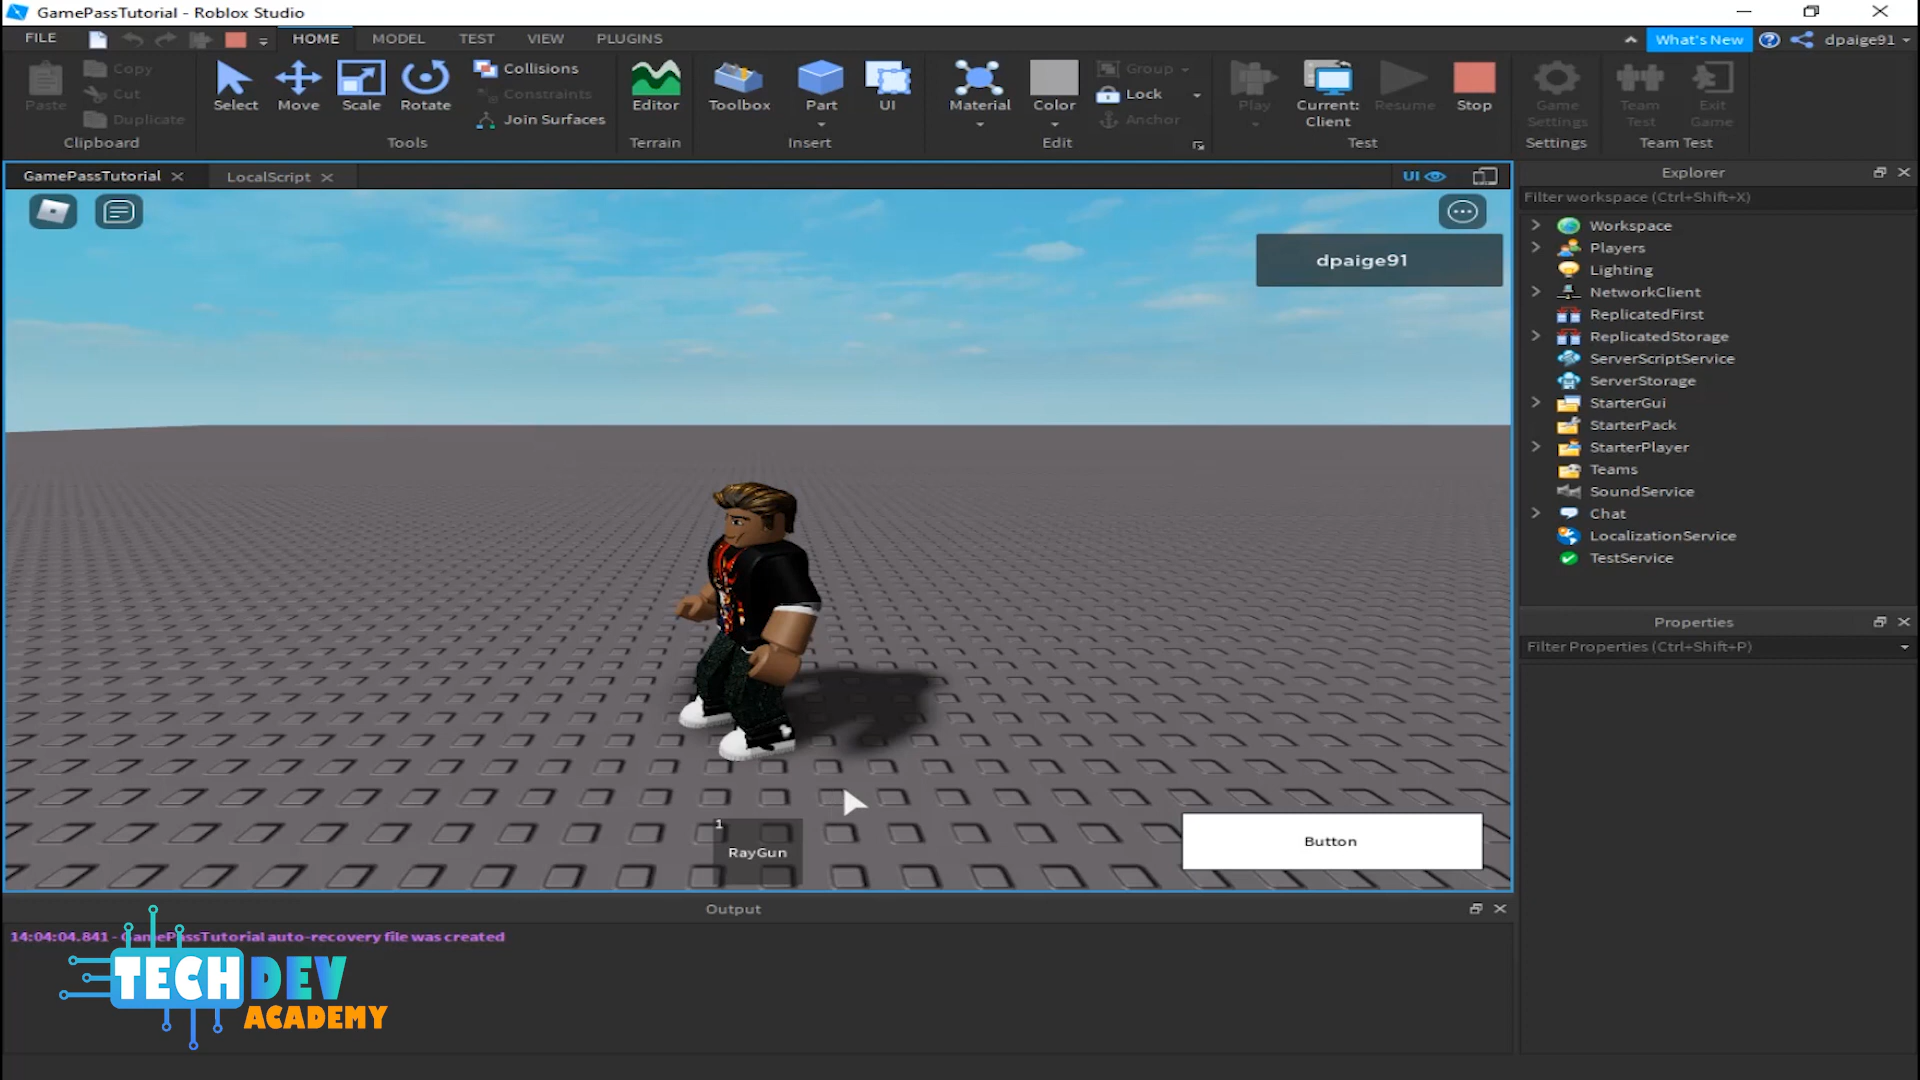 GamePassTutorial - Roblox Studio
FILE
HOME
MODEL
TEST
VIEW
PLUGINS
What's New
dpaige91
Paste
Copy
Cut
Duplicate
Clipboard
Select
Move
Scale
Rotate
Collisions
Constraints
Join Surfaces
Tools
Editor
Terrain
Toolbox
Part
UI
Insert
Material
Color
Group
Lock
Anchor
Edit
Play
Current:
Client
Resume
Stop
Test
Game
Settings
Settings
Team
Test
Exit
Game
Team Test
GamePassTutorial
LocalScript
UI
dpaige91
1
RayGun
Button
Explorer
Filter workspace (Ctrl+Shift+X)
Workspace
Players
Lighting
NetworkClient
ReplicatedFirst
ReplicatedStorage
ServerScriptService
ServerStorage
StarterGui
StarterPack
StarterPlayer
Teams
SoundService
Chat
LocalizationService
TestService
Properties
Filter Properties (Ctrl+Shift+P)
Output
14:04:04.841 - GamePassTutorial auto-recovery file was created
TECH DEV
ACADEMY